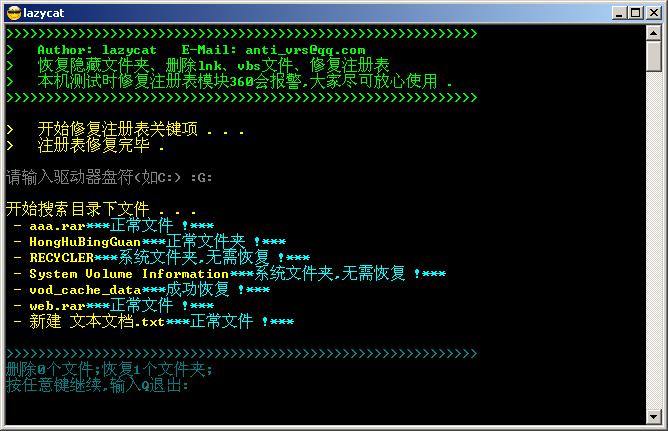 lazycat
>>>>>>>>>>>>>>>>>>>>>>>>>>>>>>>>>>>>>>>>>>>>>>>>>>>>>>>>>>>
> Author: lazycat E-Mail: anti_vrs@qq.com
> 恢复隐藏文件夹、删除lnk、vbs文件、修复注册表
> 本机测试时修复注册表模块360会报警,大家尽可放心使用 .
>>>>>>>>>>>>>>>>>>>>>>>>>>>>>>>>>>>>>>>>>>>>>>>>>>>>>>>>>>>
> 开始修复注册表关键项 . . .
> 注册表修复完毕 .
请输入驱动器盘符(如C:) :G:
开始搜索目录下文件 . . .
- aaa.rar***正常文件 !***
- HongHuBingGuan***正常文件夹 !***
- RECYCLER***系统文件夹,无需恢复 !***
- System Volume Information***系统文件夹,无需恢复 !***
- vod_cache_data***成功恢复 !***
- web.rar***正常文件 !***
- 新建 文本文档.txt***正常文件 !***
>>>>>>>>>>>>>>>>>>>>>>>>>>>>>>>>>>>>>>>>>>>>>>>>>>>>>>>>>>>
删除0个文件;恢复1个文件夹;
按任意键继续,输入Q退出: